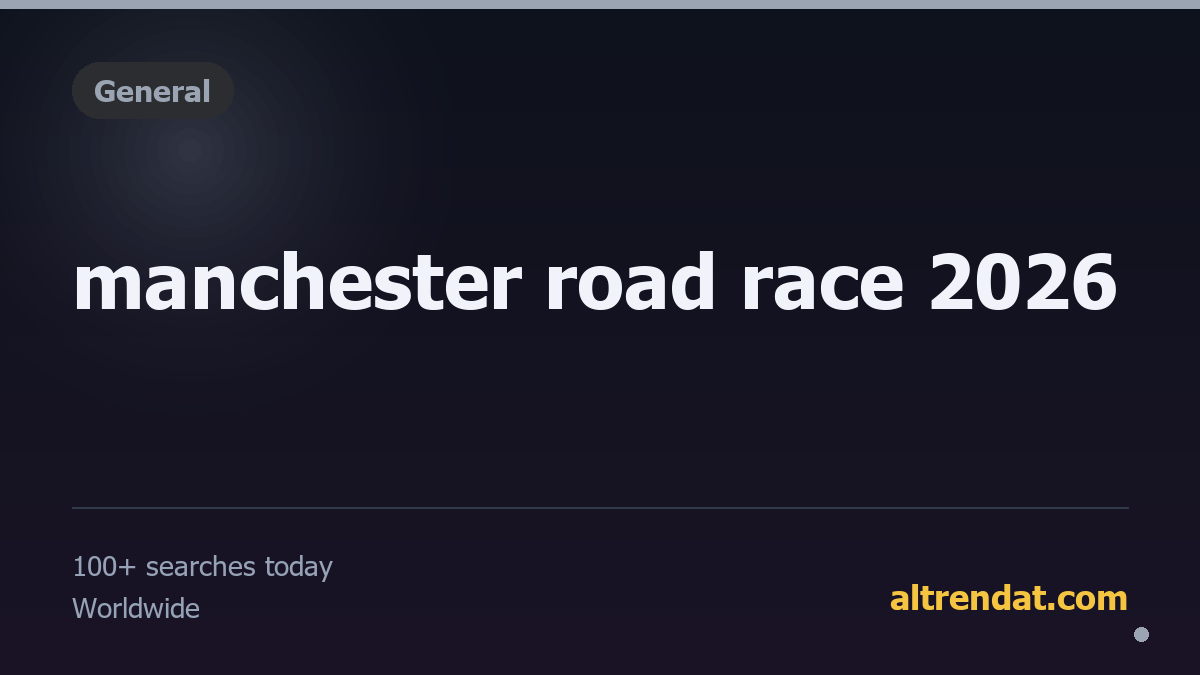 General
manchester road race 2026
100+ searches today
Worldwide
altrendat.com